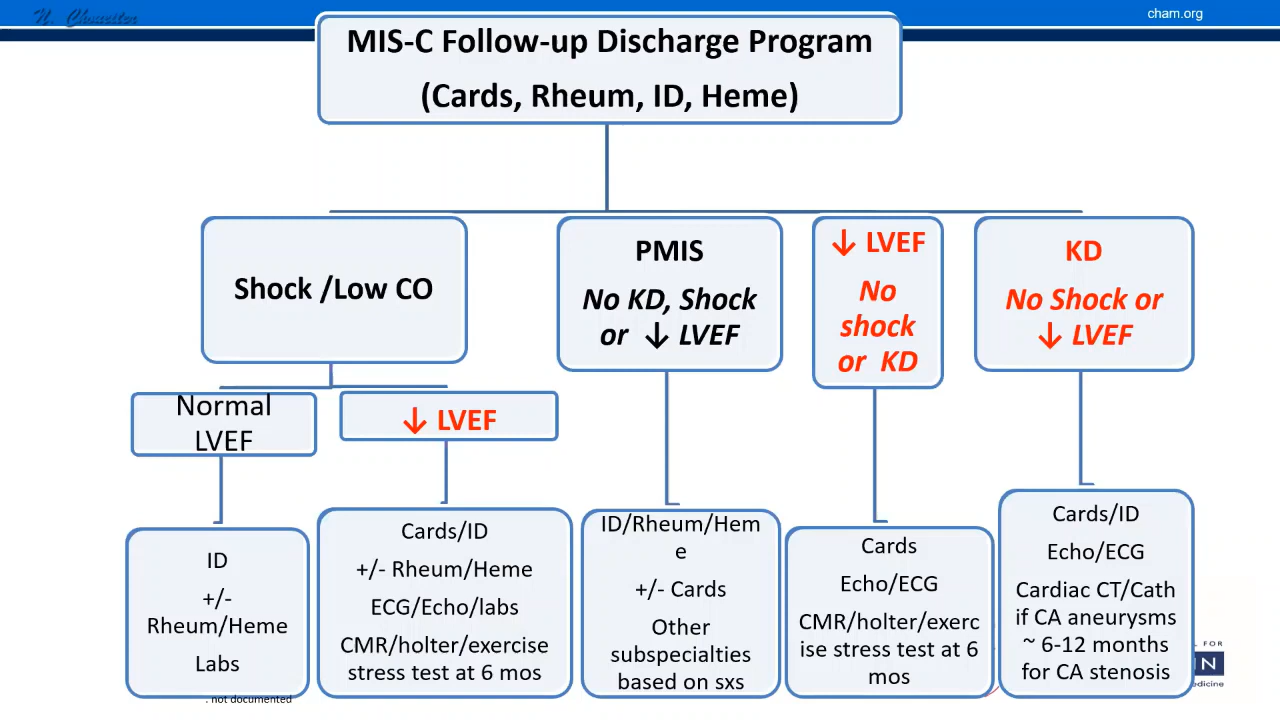 cham.org
MIS-C Follow-up Discharge Program
(Cards, Rheum, ID, Heme)
Shock /Low CO
PMIS
No KD, Shock
or ↓ LVEF
↓ LVEF
No
shock
or KD
KD
No Shock or
↓ LVEF
Normal
LVEF
↓ LVEF
ID
+/-
Rheum/Heme
Labs
Cards/ID
+/- Rheum/Heme
ECG/Echo/labs
CMR/holter/exercise
stress test at 6 mos
ID/Rheum/Hem
e
+/- Cards
Other
subspecialties
based on sxs
Cards
Echo/ECG
CMR/holter/exerc
ise stress test at 6
mos
Cards/ID
Echo/ECG
Cardiac CT/Cath
if CA aneurysms
~ 6-12 months
for CA stenosis
. not documented
L FOR
N
edicine